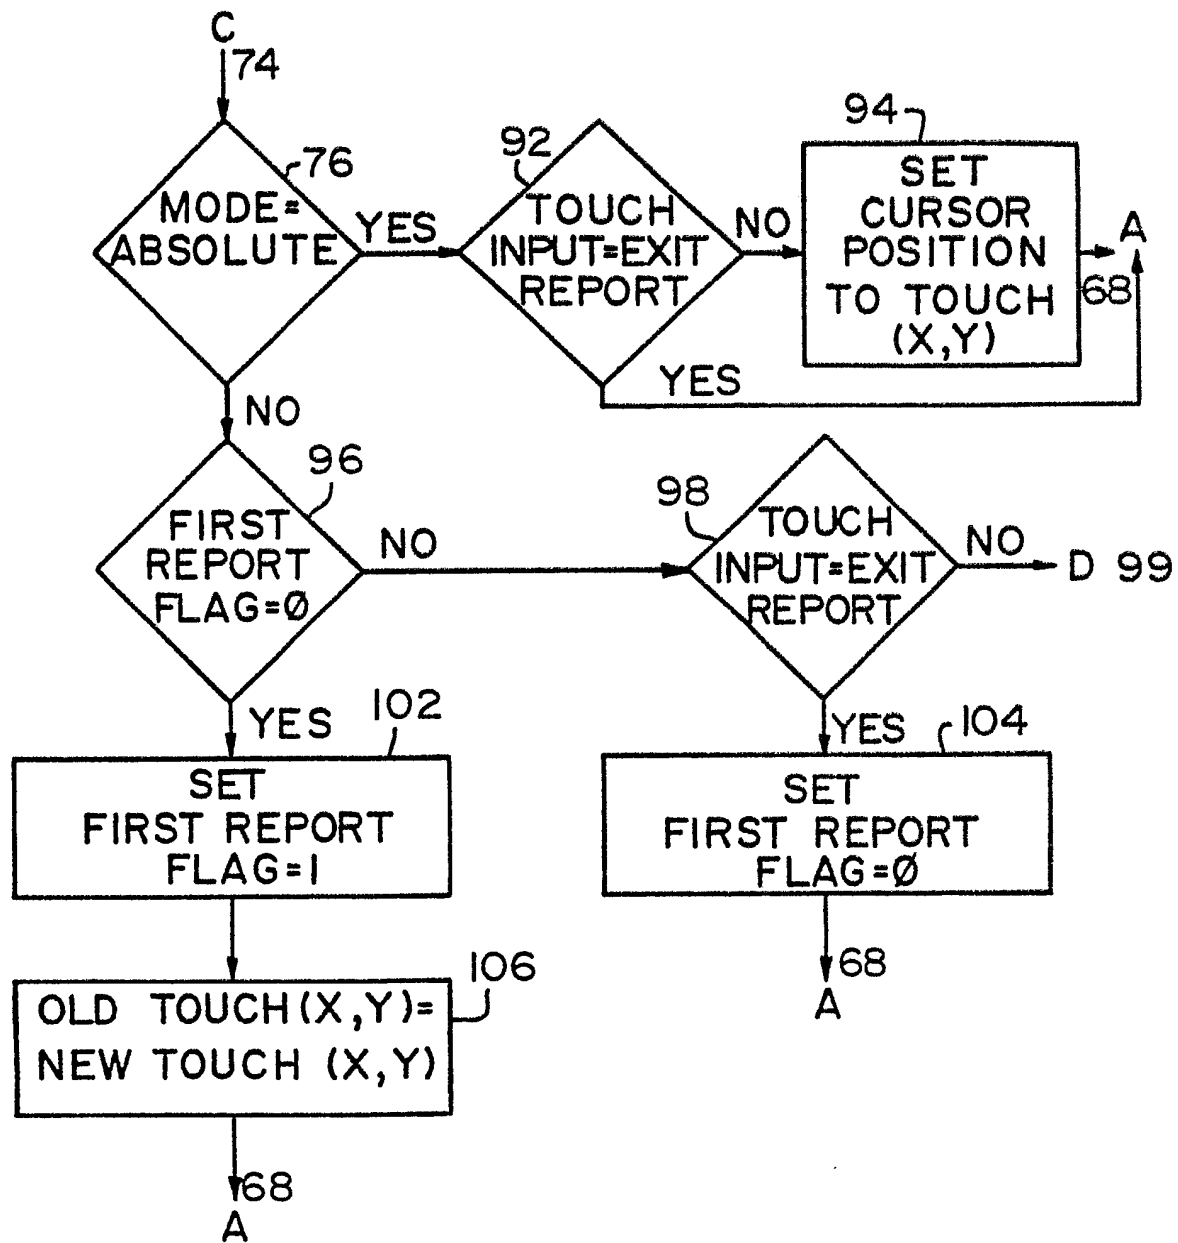 C
74
76
MODE=
ABSOLUTE
YES
92
TOUCH
INPUT=EXIT
REPORT
NO
94
SET
CURSOR
POSITION
TO TOUCH
(X,Y)
A
68
YES
NO
96
FIRST
REPORT
FLAG=Ø
NO
98
TOUCH
INPUT=EXIT
REPORT
NO
D 99
YES
102
SET
FIRST REPORT
FLAG=1
YES
104
SET
FIRST REPORT
FLAG=Ø
68
A
106
OLD TOUCH(X,Y)=
NEW TOUCH (X,Y)
68
A